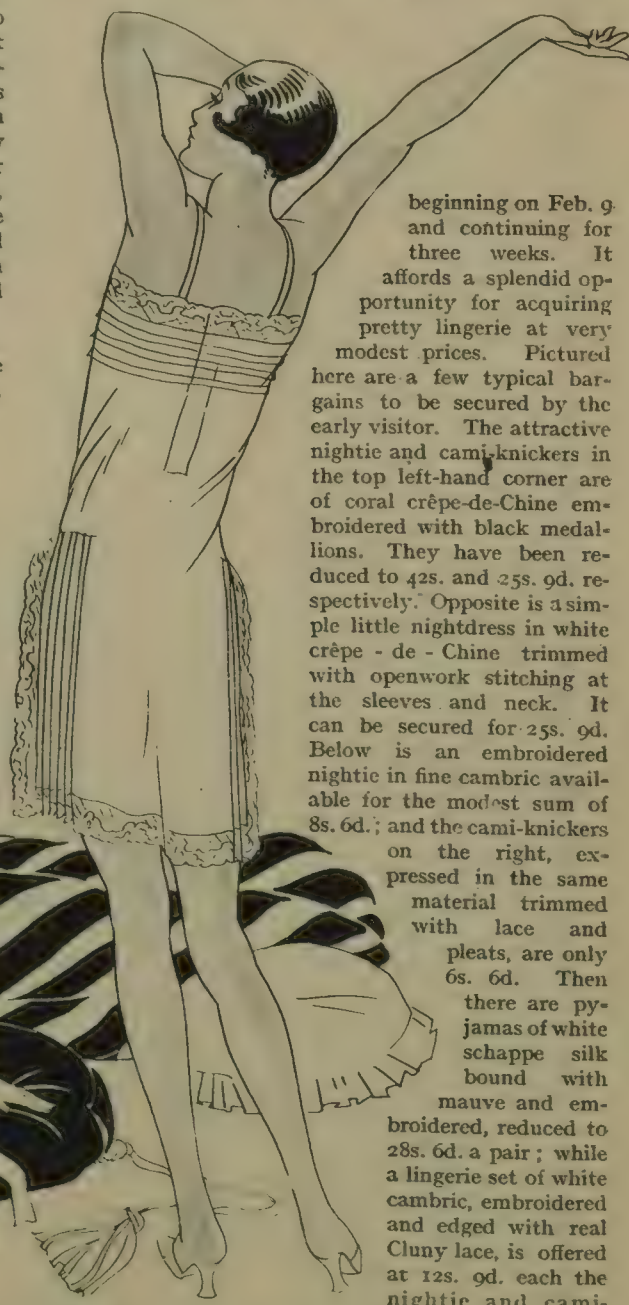 beginning on Feb. 9
and continuing for
three weeks. It
affords a splendid op-
portunity for acquiring
pretty lingerie at very
modest prices. Pictured
here are a few typical bar-
gains to be secured by the
early visitor. The attractive
nightie and cami-knickers in
the top left-hand corner are
of coral crêpe-de-Chine em-
broidered with black medal-
lions. They have been re-
duced to 42s. and 25s. 9d. re-
spectively. Opposite is a sim-
ple little nightdress in white
crêpe - de - Chine trimmed
with openwork stitching at
the sleeves and neck. It
can be secured for 25s. 9d.
Below is an embroidered
nightie in fine cambric avail-
able for the modest sum of
8s. 6d.; and the cami-knickers
on the right, ex-
pressed in the same
material trimmed
with lace and
pleats, are only
6s. 6d. Then
there are py-
jamas of white
schappe silk
bound with
mauve and em-
broidered, reduced to
28s. 6d. a pair; while
a lingerie set of white
cambric, embroidered
and edged with real
Cluny lace, is offered
at 12s. 9d. each the
nightie and cami-